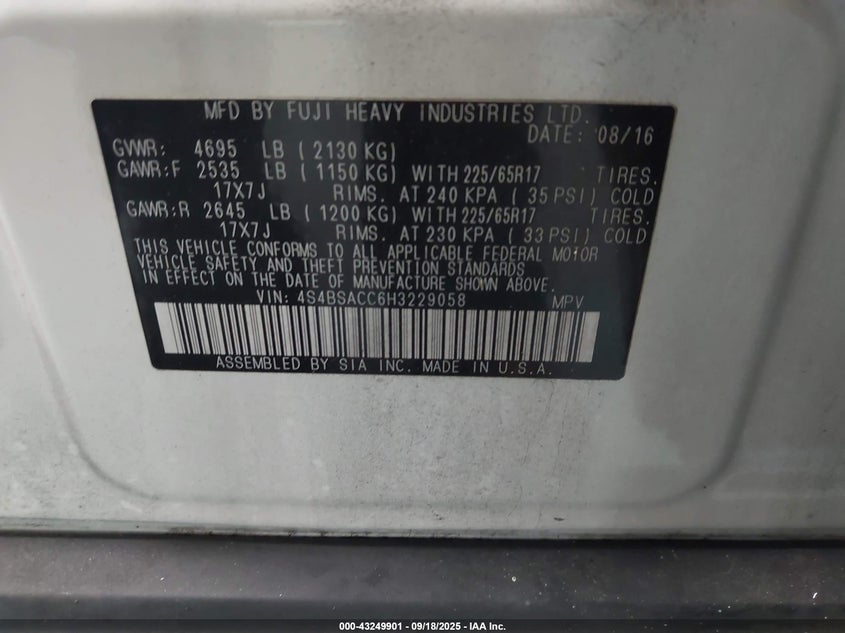 MFD BY FUJI HEAVY INDUSTRIES LTD.
DATE: 08/16
GVWR: 4695 LB ( 2130 KG)
GAWR:F 2535 LB ( 1150 KG) WITH 225/65R17 TIRES.
17X7J RIMS. AT 240 KPA ( 35 PSI) COLD
GAWR:R 2645 LB ( 1200 KG) WITH 225/65R17 TIRES.
17X7J RIMS. AT 230 KPA ( 33 PSI) COLD
THIS VEHICLE CONFORMS TO ALL APPLICABLE FEDERAL MOTOR
VEHICLE SAFETY AND THEFT PREVENTION STANDARDS
IN EFFECT ON THE DATE OF MANUFACTURE SHOWN ABOVE.
VIN: 4S4BSACC6H3229058 MPV
ASSEMBLED BY SIA INC. MADE IN U.S.A.
000-43249901 - 09/18/2025 - IAA Inc.